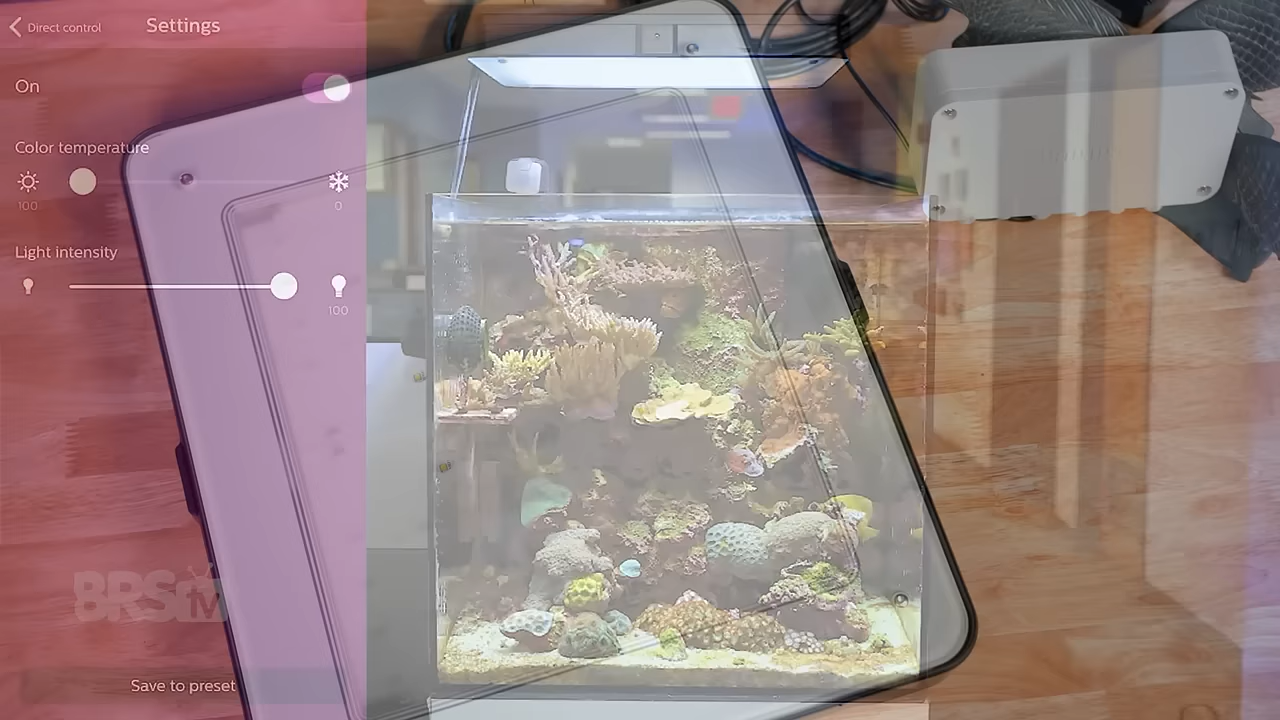 Direct control
Settings
On
Color temperature
100
0
Light intensity
100
BRStv
Save to preset